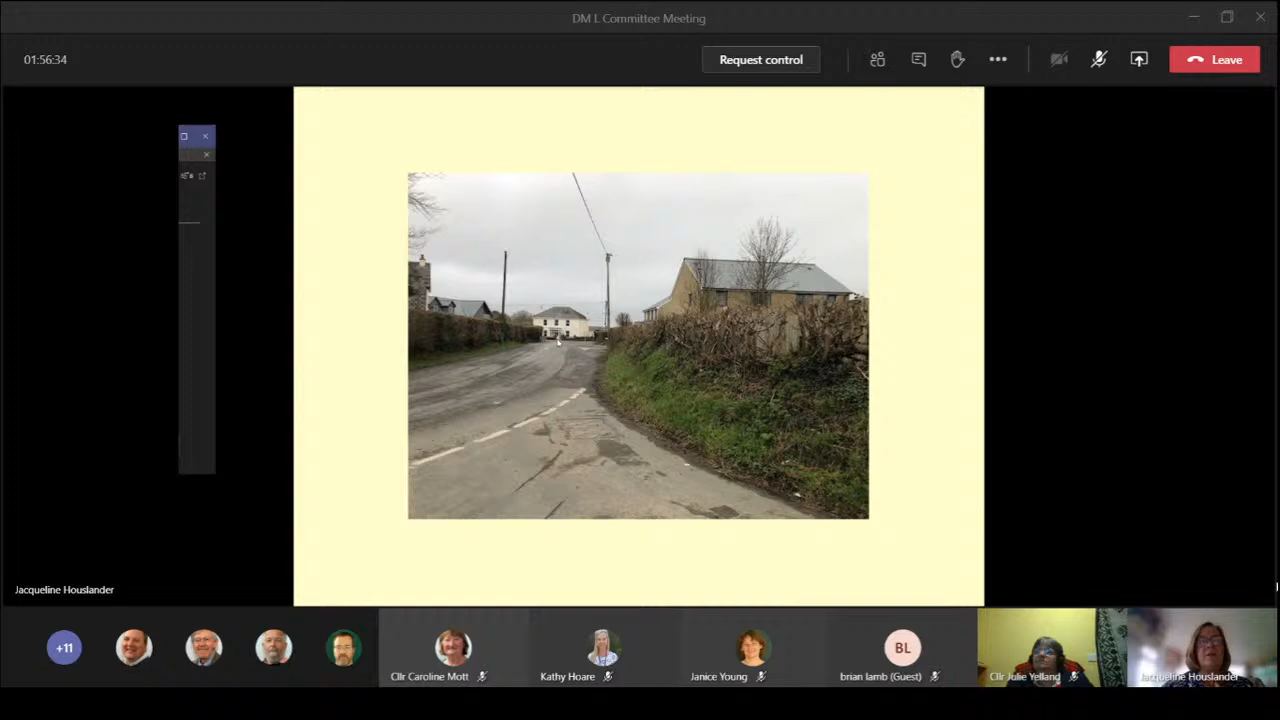 DM L Committee Meeting
01:56:34
Request control
Leave
Jacqueline Houslander
+11
Cllr Caroline Mott
Kathy Hoare
Janice Young
BL
brian lamb (Guest)
Cllr Julie Yelland
Jacqueline Houslander